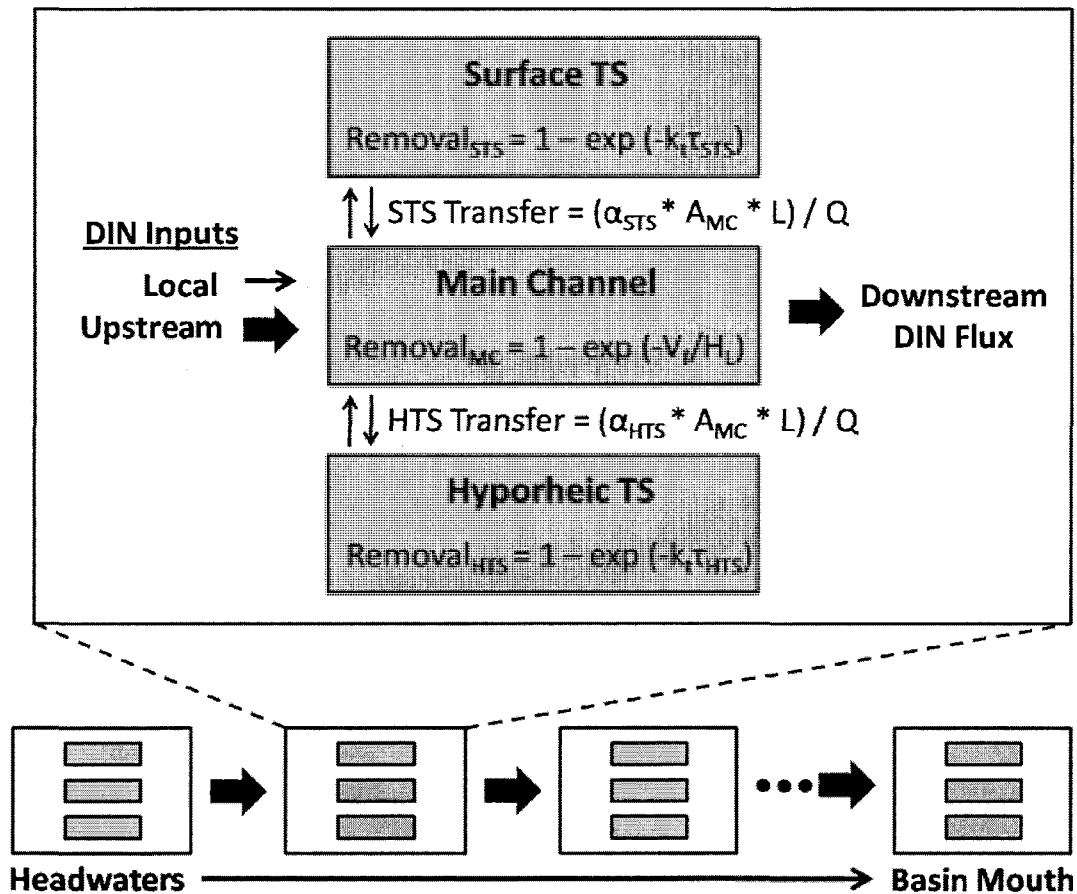 Surface TS
Removal_STS = 1 – exp (-k_t τ_STS)
STS Transfer = (α_STS * A_MC * L) / Q
DIN Inputs
Local
Upstream
Main Channel
Removal_MC = 1 – exp (-V_f/H_L)
Downstream
DIN Flux
HTS Transfer = (α_HTS * A_MC * L) / Q
Hyporheic TS
Removal_HTS = 1 – exp (-k_t τ_HTS)
Headwaters
Basin Mouth